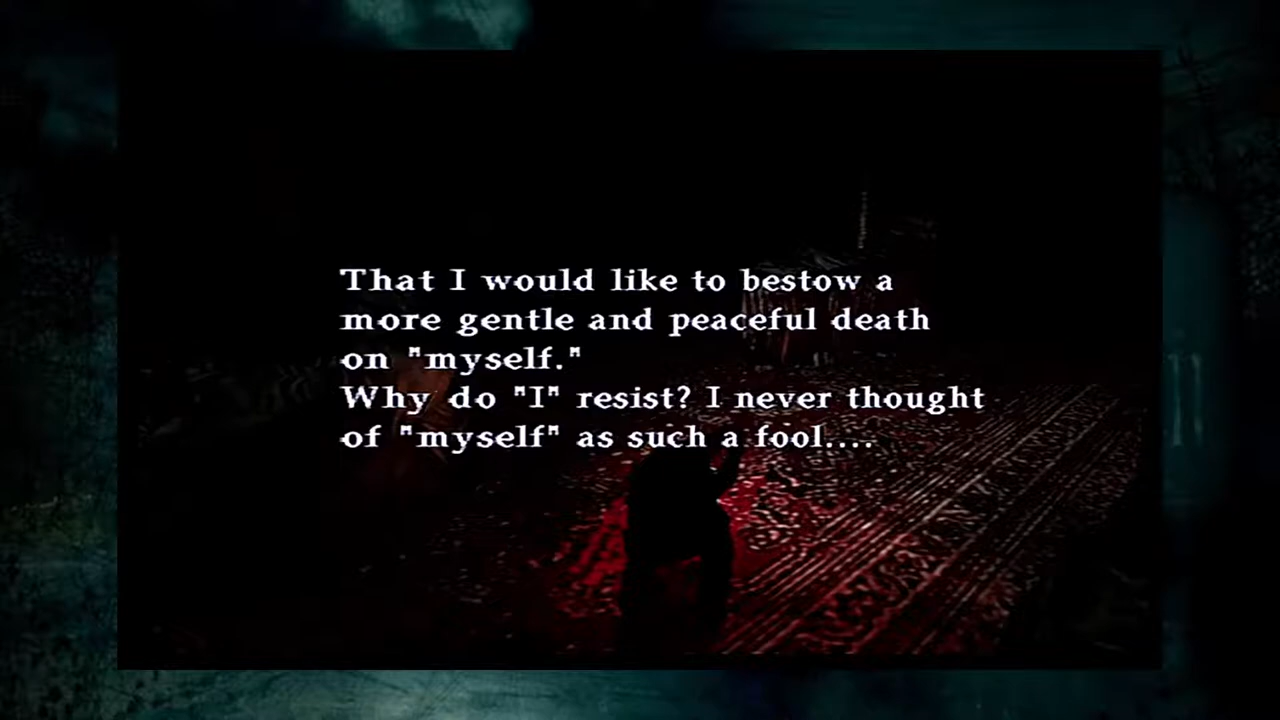 That I would like to bestow a
more gentle and peaceful death
on "myself."
Why do "I" resist? I never thought
of "myself" as such a fool....